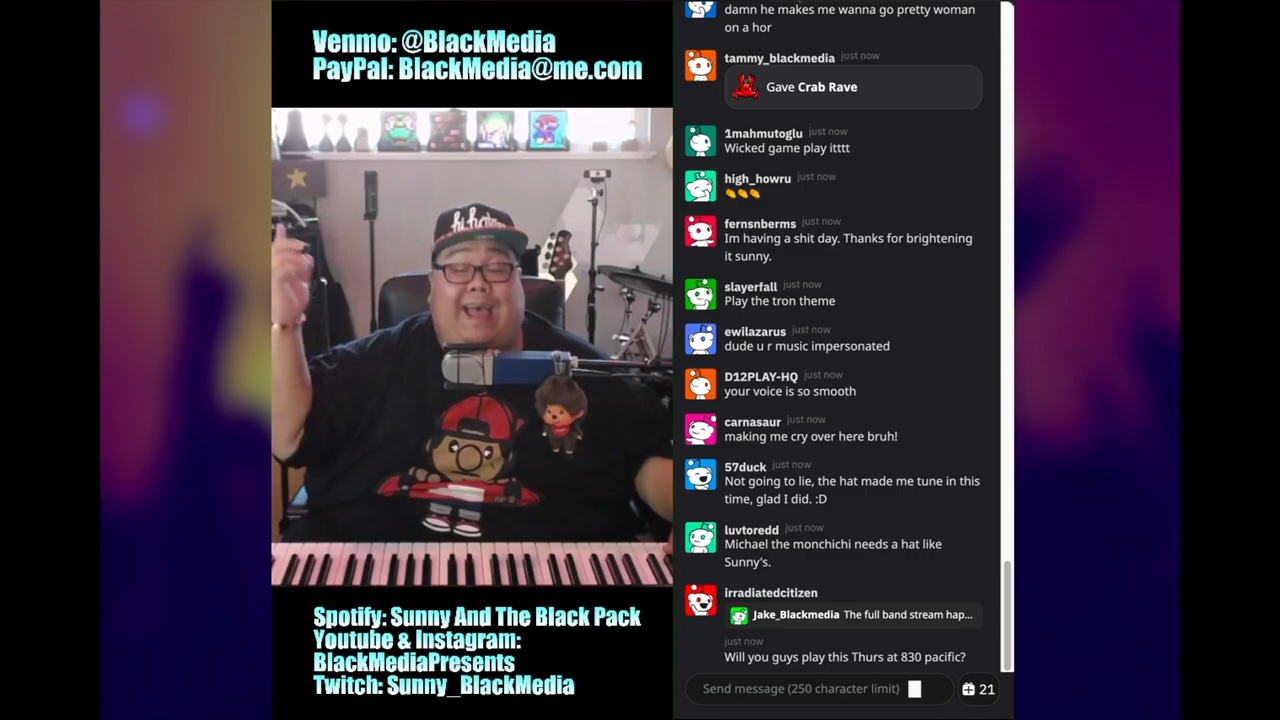 Venmo: @BlackMedia
PayPal: BlackMedia@me.com
Spotify: Sunny And The Black Pack
Youtube & Instagram:
BlackMediaPresents
Twitch: Sunny_BlackMedia
damn he makes me wanna go pretty woman
on a hor
tammy_blackmedia just now
Gave Crab Rave
1mahmutoglu just now
Wicked game play itttt
high_howru just now
👏👏👏
fernsnberms just now
Im having a shit day. Thanks for brightening
it sunny.
slayerfall just now
Play the tron theme
ewilazarus just now
dude u r music impersonated
D12PLAY-HQ just now
your voice is so smooth
carnasaur just now
making me cry over here bruh!
57duck just now
Not going to lie, the hat made me tune in this
time, glad I did. :D
luvtoredd just now
Michael the monchichi needs a hat like
Sunny's.
irradiatedcitizen
Jake_Blackmedia The full band stream hap...
just now
Will you guys play this Thurs at 830 pacific?
Send message (250 character limit)
21